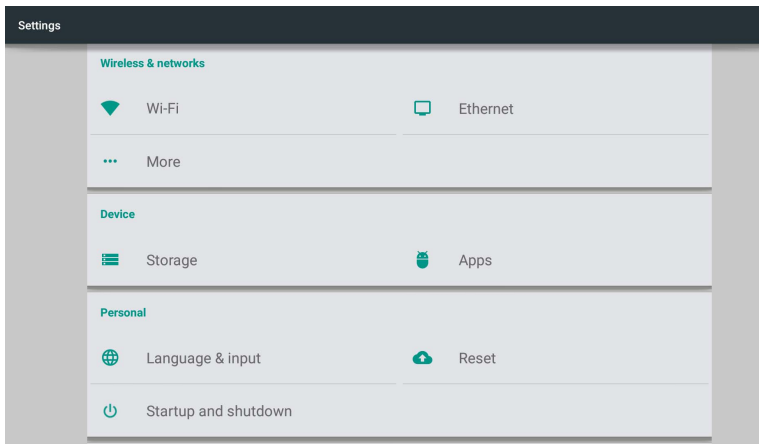 Settings
Wireless & networks
Wi-Fi
Ethernet
More
Device
Storage
Apps
Personal
Language & input
Reset
Startup and shutdown